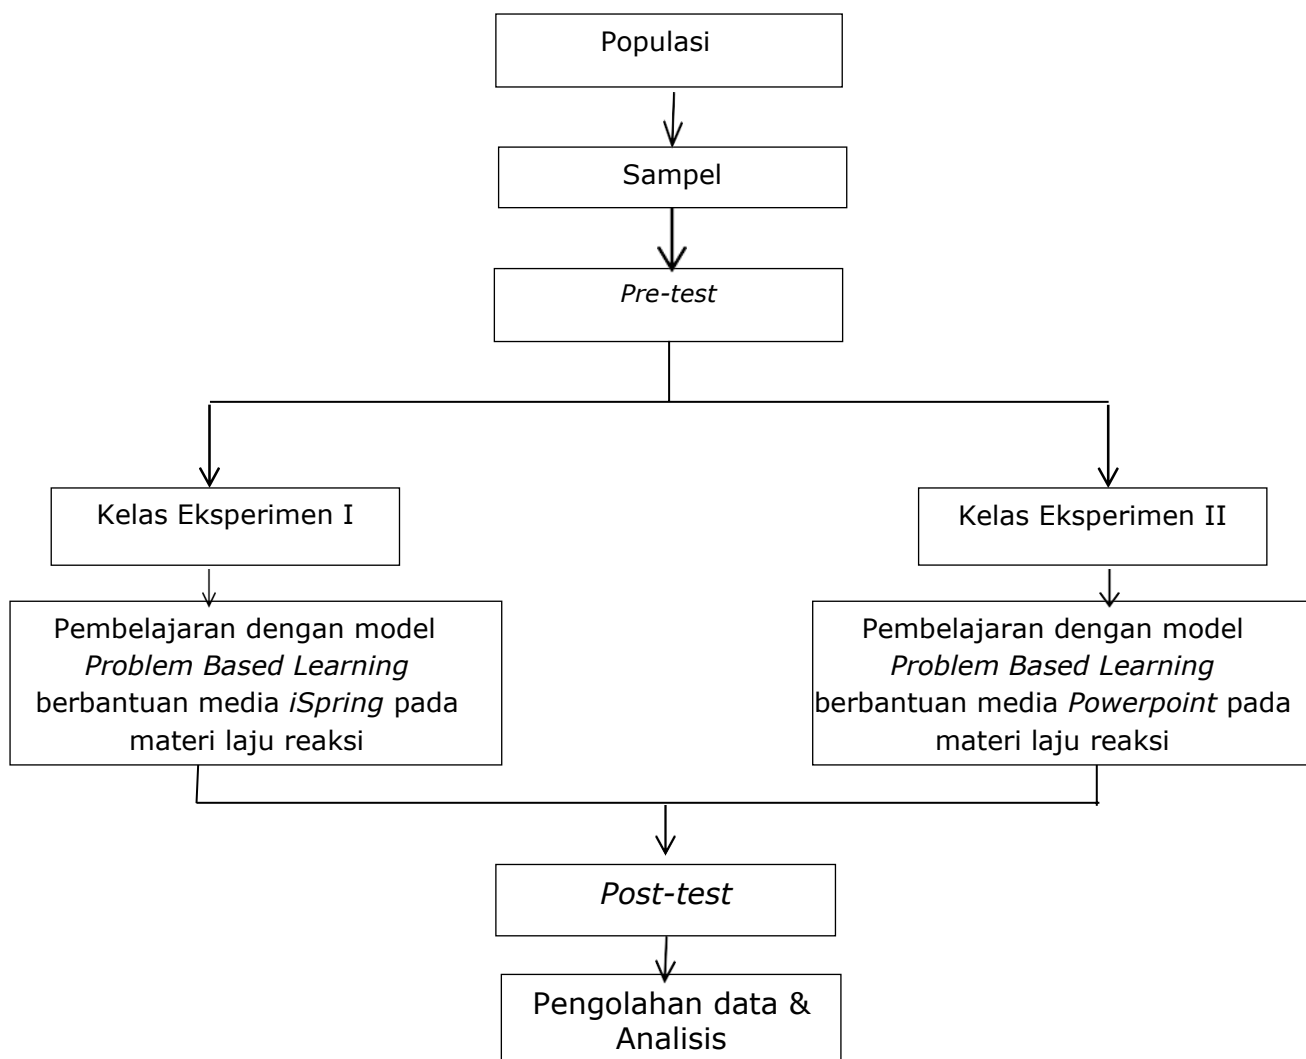 Populasi
Sampel
Pre-test
Kelas Eksperimen I
Kelas Eksperimen II
Pembelajaran dengan model
Problem Based Learning
berbantuan media iSpring pada
materi laju reaksi
Pembelajaran dengan model
Problem Based Learning
berbantuan media Powerpoint pada
materi laju reaksi
Post-test
Pengolahan data &
Analisis